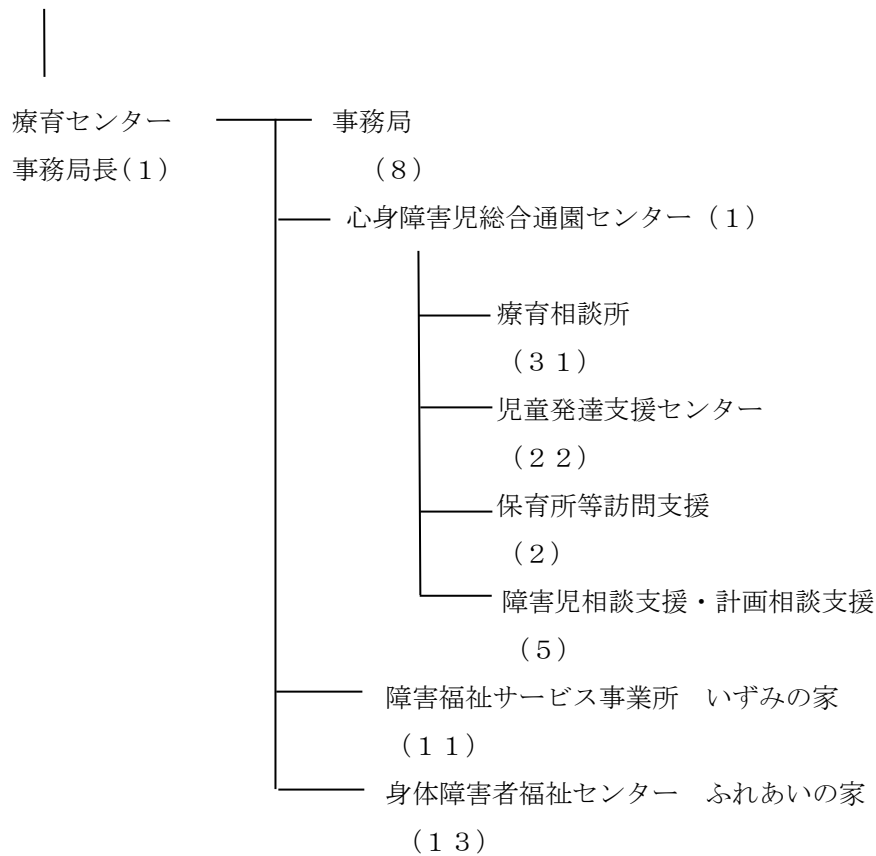 療育センター　事務局
事務局長(１)　（８）
心身障害児総合通園センター（１）
療育相談所
（３１）
児童発達支援センター
（２２）
保育所等訪問支援
（２）
障害児相談支援・計画相談支援
（５）
障害福祉サービス事業所　いずみの家
（１１）
身体障害者福祉センター　ふれあいの家
（１３）